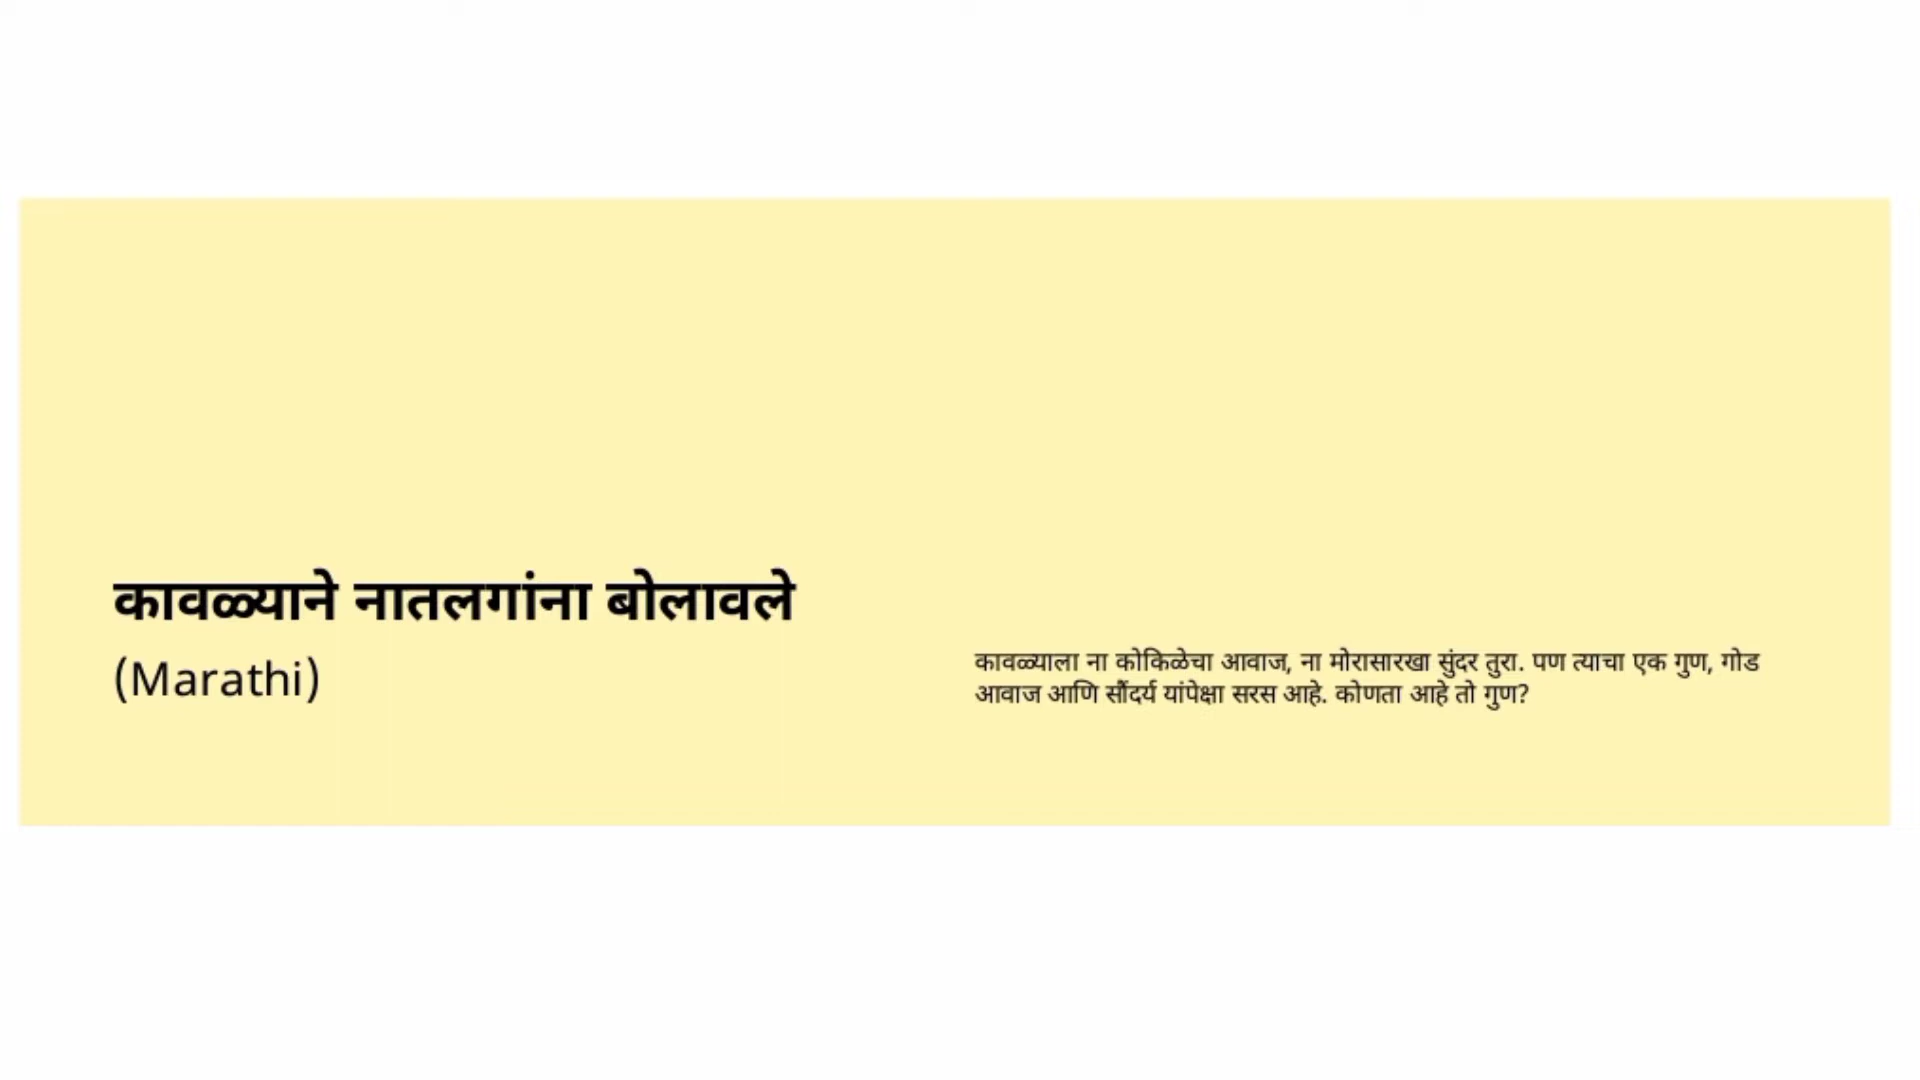 कावळ्याने नातलगांना बोलावले
(Marathi)
कावळ्याला ना कोकिळेचा आवाज, ना मोरासारखा सुंदर तुरा. पण त्याचा एक गुण, गोड
आवाज आणि सौंदर्य यांपेक्षा सरस आहे. कोणता आहे तो गुण?